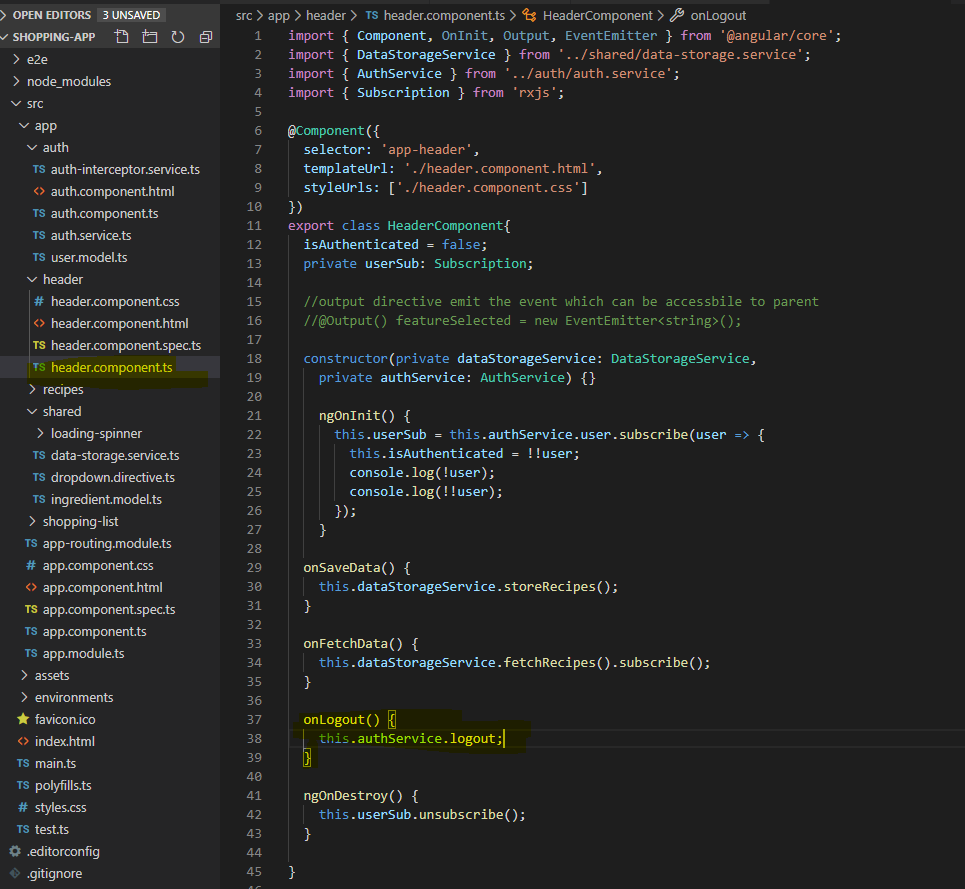 OPEN EDITORS 3 UNSAVED
SHOPPING-APP
e2e
node_modules
src
app
auth
TS auth-interceptor.service.ts
<> auth.component.html
TS auth.component.ts
TS auth.service.ts
TS user.model.ts
header
# header.component.css
<> header.component.html
TS header.component.spec.ts
TS header.component.ts
recipes
shared
loading-spinner
TS data-storage.service.ts
TS dropdown.directive.ts
TS ingredient.model.ts
shopping-list
TS app-routing.module.ts
# app.component.css
<> app.component.html
TS app.component.spec.ts
TS app.component.ts
TS app.module.ts
assets
environments
favicon.ico
<> index.html
TS main.ts
TS polyfills.ts
# styles.css
TS test.ts
.editorconfig
.gitignore
src > app > header > TS header.component.ts > HeaderComponent > onLogout
1 import { Component, OnInit, Output, EventEmitter } from '@angular/core';
2 import { DataStorageService } from '../shared/data-storage.service';
3 import { AuthService } from '../auth/auth.service';
4 import { Subscription } from 'rxjs';
5
6 @Component({
7 selector: 'app-header',
8 templateUrl: './header.component.html',
9 styleUrls: ['./header.component.css']
10 })
11 export class HeaderComponent{
12 isAuthenticated = false;
13 private userSub: Subscription;
14
15 //output directive emit the event which can be accessbile to parent
16 //@Output() featureSelected = new EventEmitter<string>();
17
18 constructor(private dataStorageService: DataStorageService,
19 private authService: AuthService) {}
20
21 ngOnInit() {
22 this.userSub = this.authService.user.subscribe(user => {
23 this.isAuthenticated = !!user;
24 console.log(!user);
25 console.log(!!user);
26 });
27 }
28
29 onSaveData() {
30 this.dataStorageService.storeRecipes();
31 }
32
33 onFetchData() {
34 this.dataStorageService.fetchRecipes().subscribe();
35 }
36
37 onLogout() {
38 this.authService.logout;
39 }
40
41 ngOnDestroy() {
42 this.userSub.unsubscribe();
43 }
44
45 }